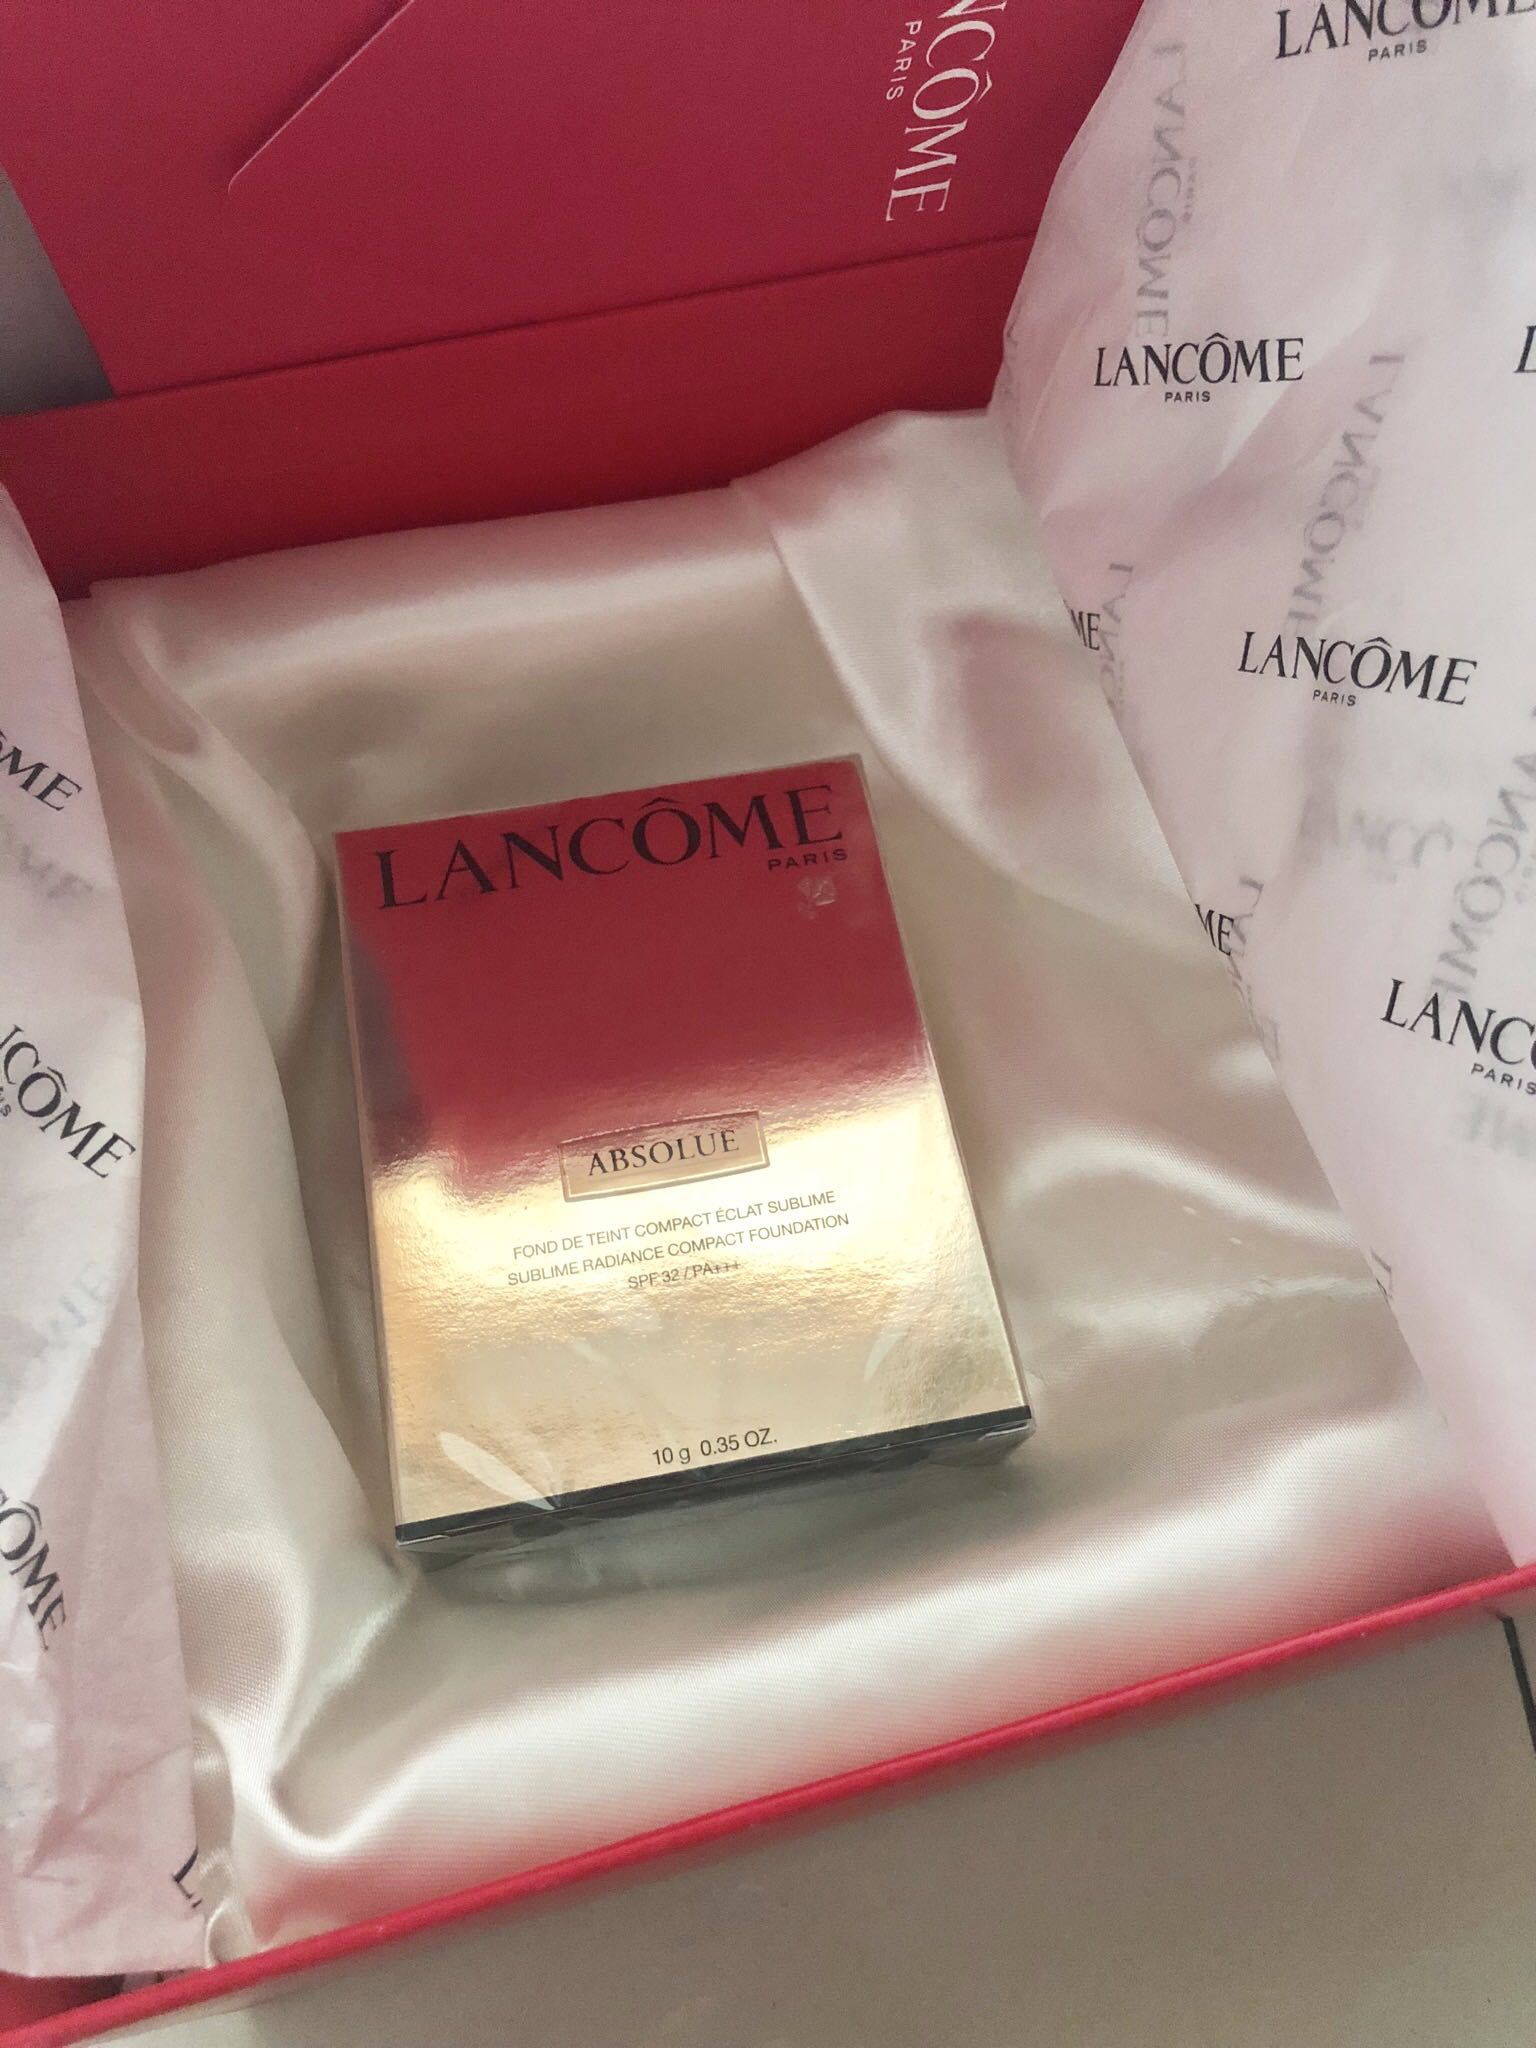 LANCÔME
PARIS
LANCÔME
PARIS
LANCÔME
PARIS
LANCÔME
PARIS
PARIS
LANCÔME
PARIS
ABSOLUE
FOND DE TEINT COMPACT ÉCLAT SUBLIME
SUBLIME RADIANCE COMPACT FOUNDATION
SPF 32 / PA+++
10 g 0.35 OZ.